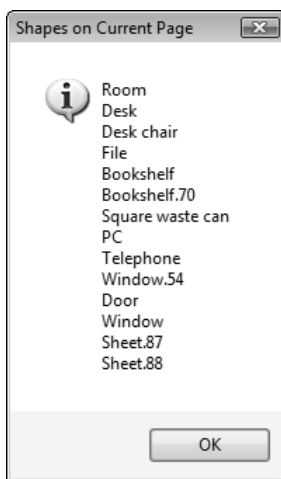 Shapes on Current Page
Room
Desk
Desk chair
File
Bookshelf
Bookshelf.70
Square waste can
PC
Telephone
Window.54
Door
Window
Sheet.87
Sheet.88
OK